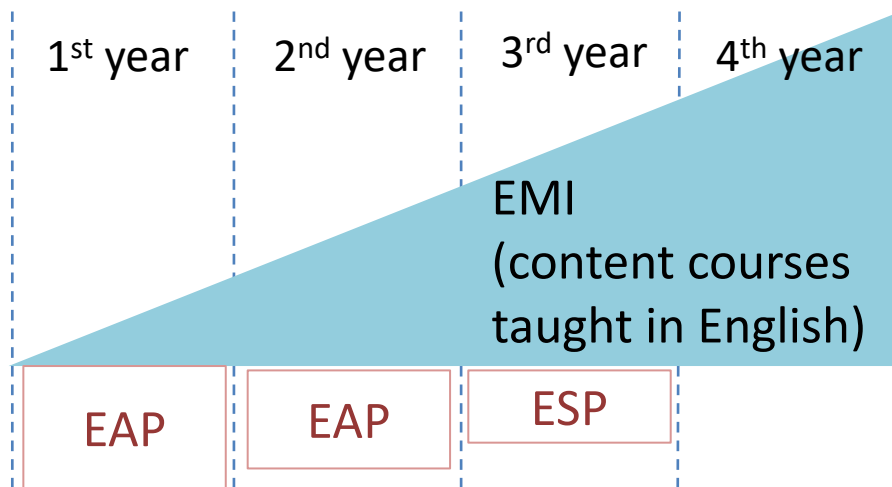 1st year
2nd year
3rd year
4th year
EMI
(content courses
taught in English)
EAP
EAP
ESP